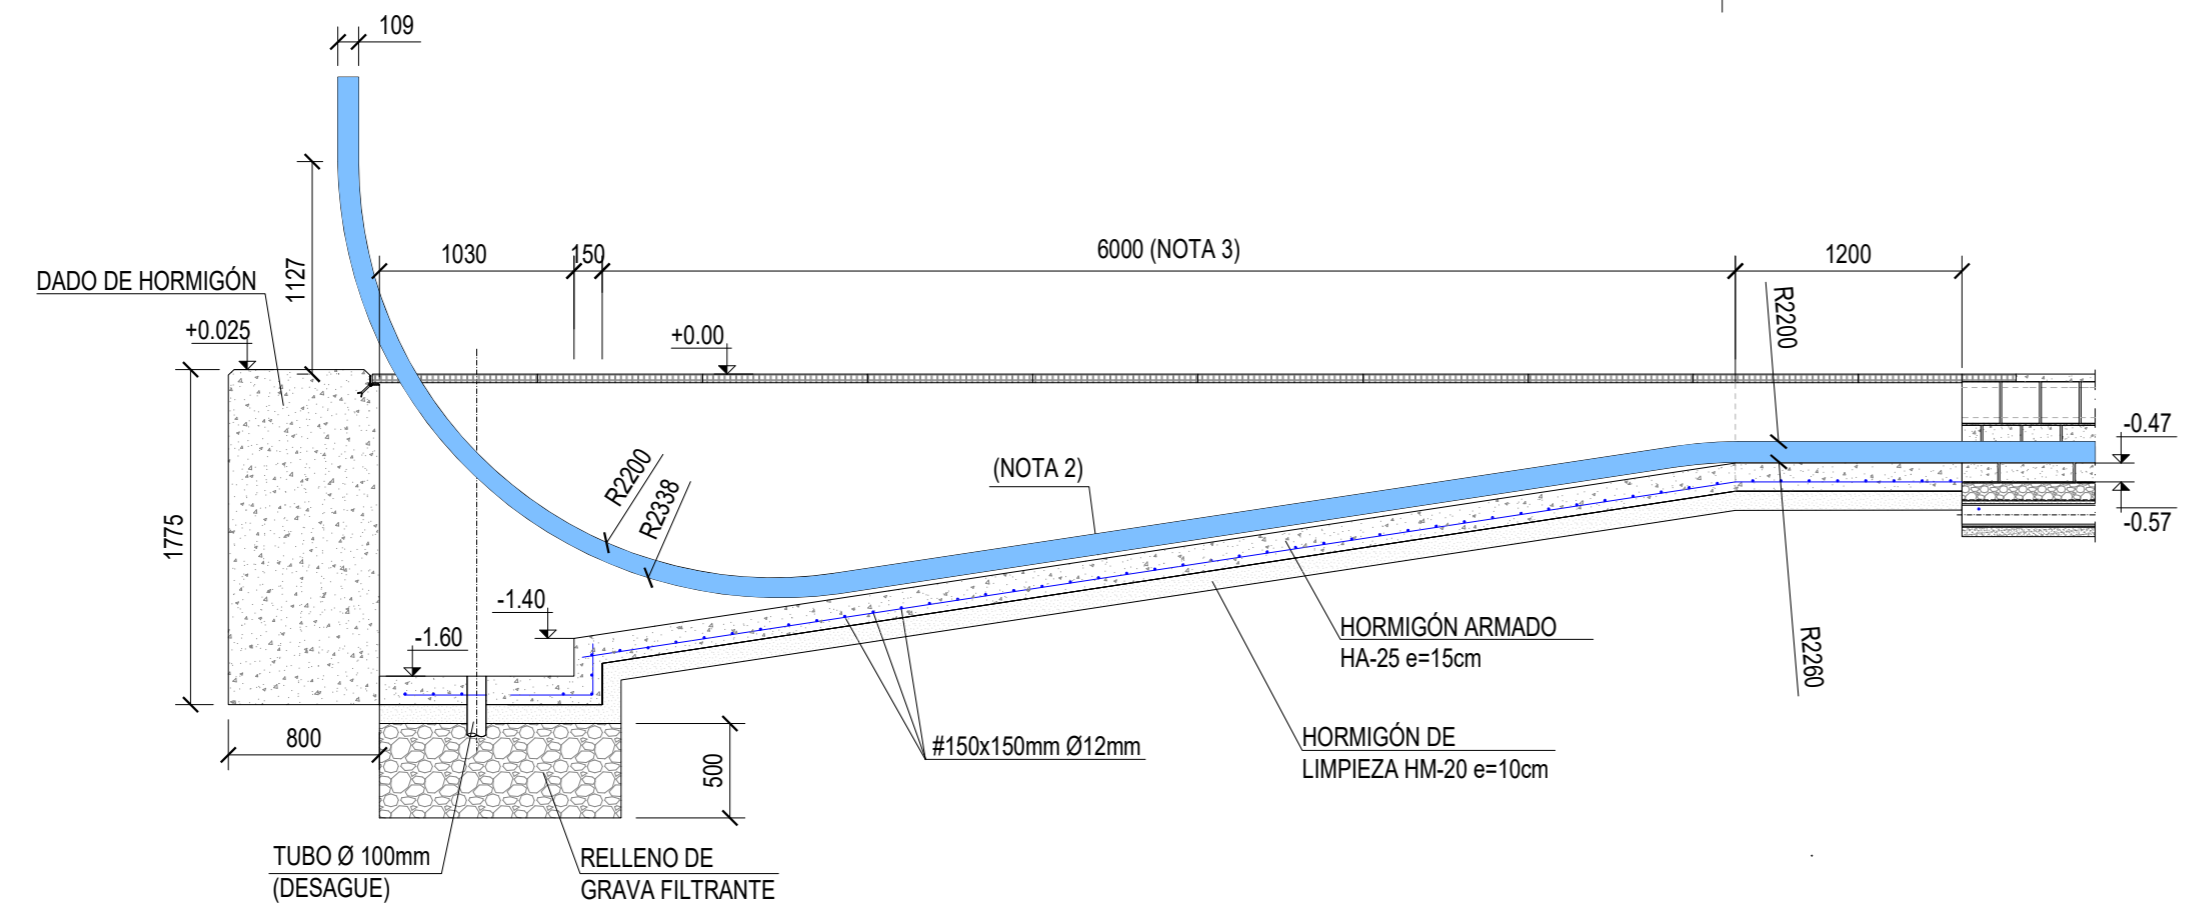 109
1030
150
6000 (NOTA 3)
1200
1127
DADO DE HORMIGÓN
+0.025
+0.00
R2200
-0.47
R2200
R2338
(NOTA 2)
-0.57
1775
-1.40
-1.60
HORMIGÓN ARMADO
HA-25 e=15cm
R2260
800
500
#150x150mm Ø12mm
HORMIGÓN DE
LIMPIEZA HM-20 e=10cm
TUBO Ø 100mm
(DESAGUE)
RELLENO DE
GRAVA FILTRANTE